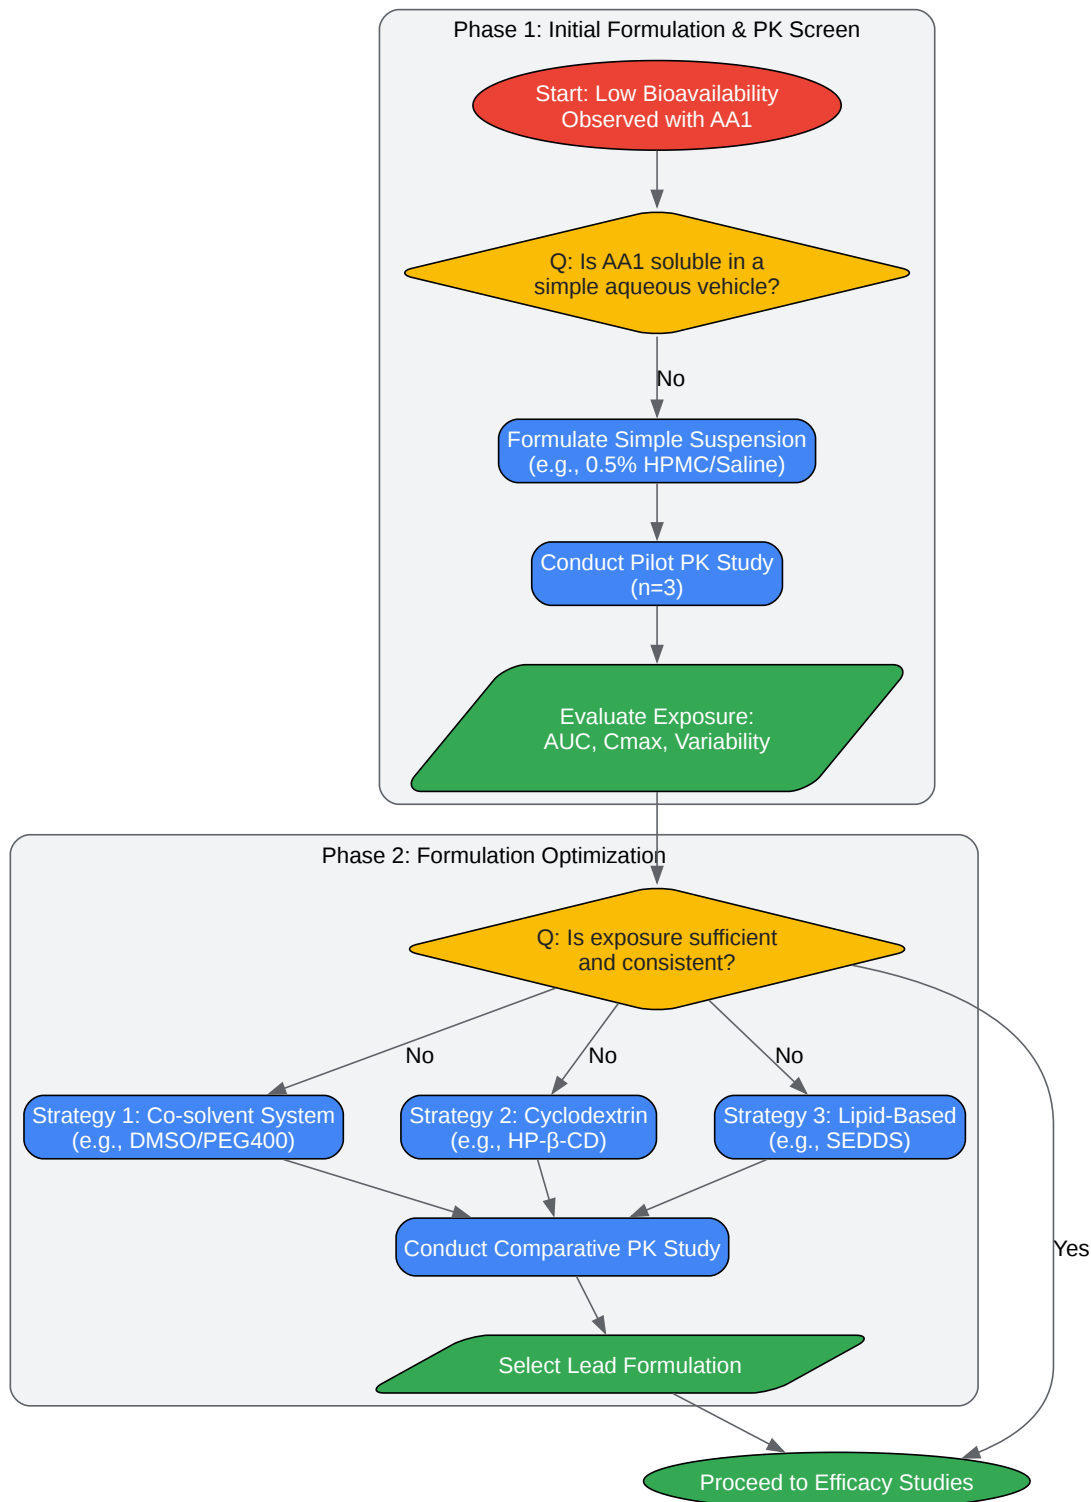 Phase 1: Initial Formulation & PK Screen
Start: Low Bioavailability
Observed with AA1
Q: Is AA1 soluble in a
simple aqueous vehicle?
No
Formulate Simple Suspension
(e.g., 0.5% HPMC/Saline)
Conduct Pilot PK Study
(n=3)
Evaluate Exposure:
AUC, Cmax, Variability
Phase 2: Formulation Optimization
Q: Is exposure sufficient
and consistent?
No
No
No
Strategy 1: Co-solvent System
(e.g., DMSO/PEG400)
Strategy 2: Cyclodextrin
(e.g., HP-β-CD)
Strategy 3: Lipid-Based
(e.g., SEDDS)
Conduct Comparative PK Study
Yes
Select Lead Formulation
Proceed to Efficacy Studies